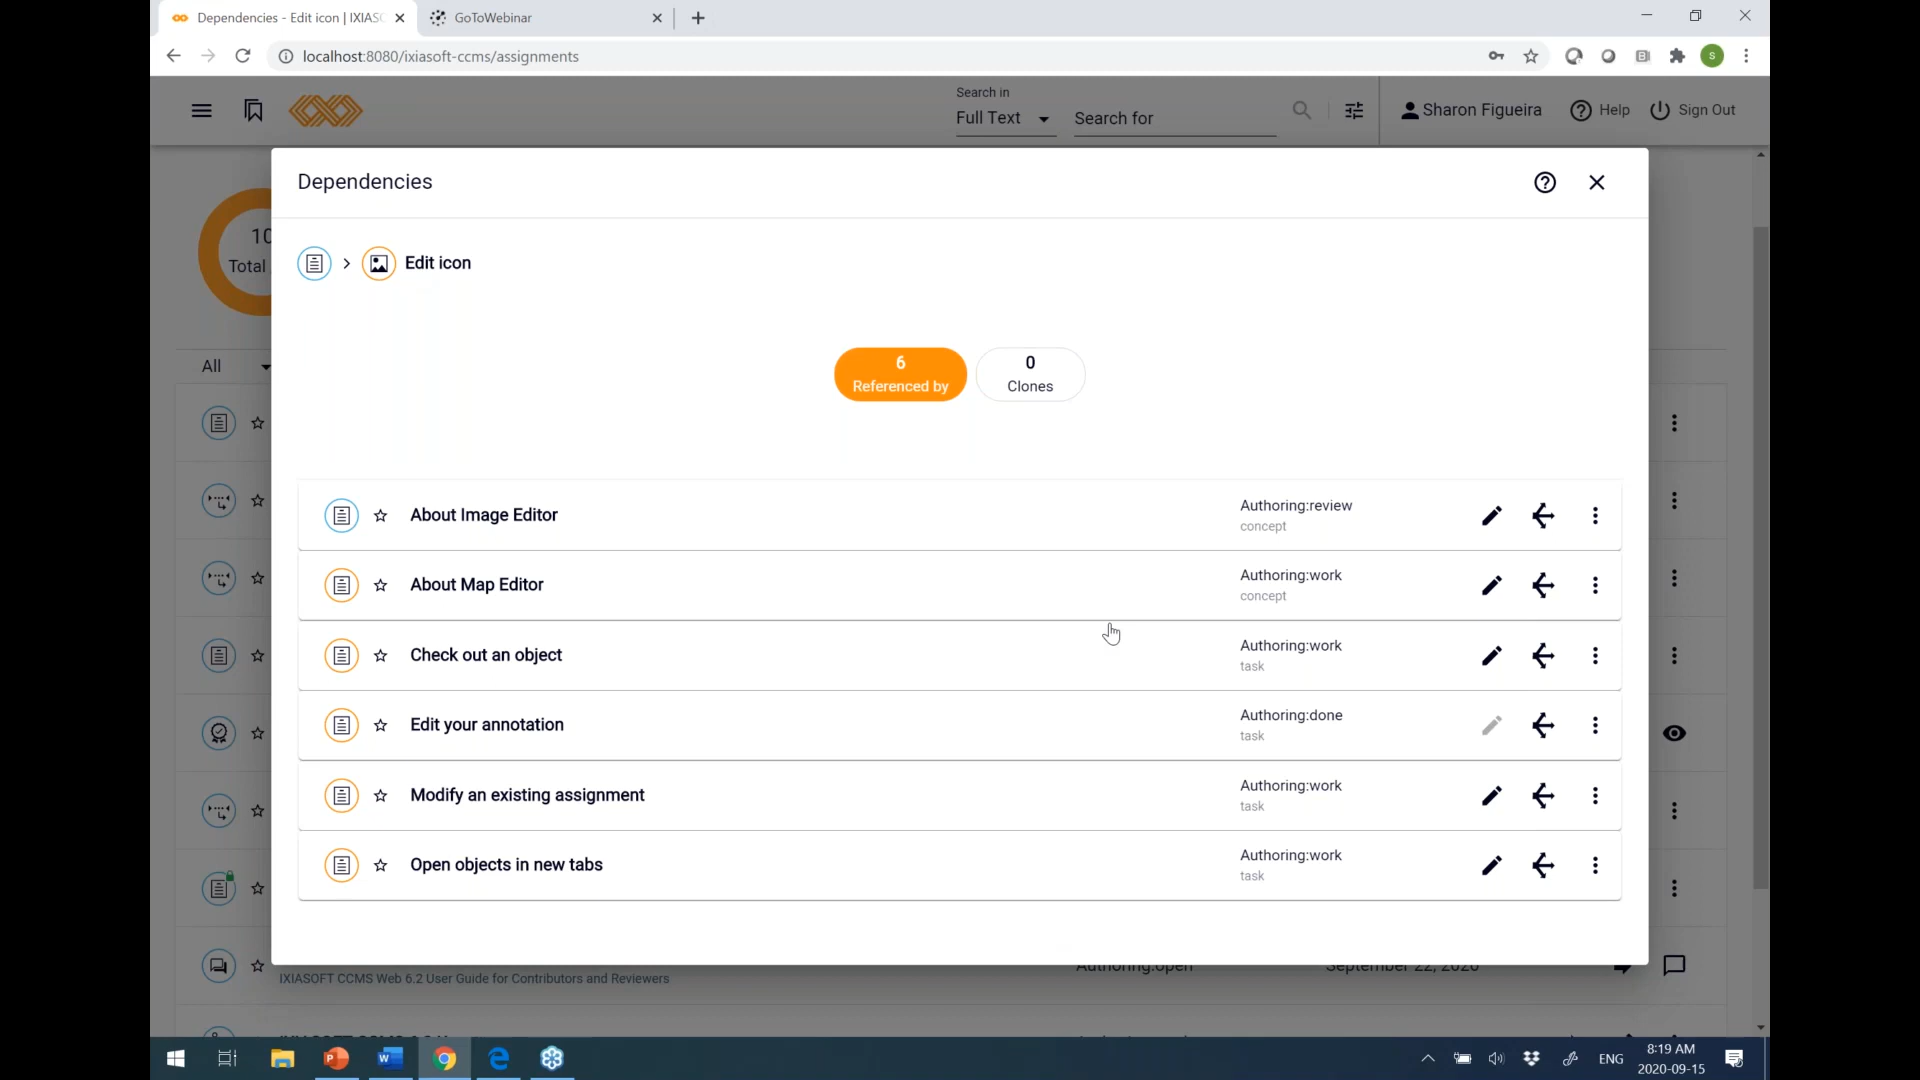 Dependencies - Edit icon | IXIASC
GoToWebinar
localhost:8080/ixiasoft-ccms/assignments
S
Search in
Full Text
Search for
Sharon Figueira
Help
Sign Out
Dependencies
10
Total
Edit icon
All
6
Referenced by
0
Clones
About Image Editor
Authoring:review
concept
About Map Editor
Authoring:work
concept
Check out an object
Authoring:work
task
Edit your annotation
Authoring:done
task
Modify an existing assignment
Authoring:work
task
Open objects in new tabs
Authoring:work
task
Authoring:open
September 22, 2020
IXIASOFT CCMS Web 6.2 User Guide for Contributors and Reviewers
ENG
8:19 AM
2020-09-15